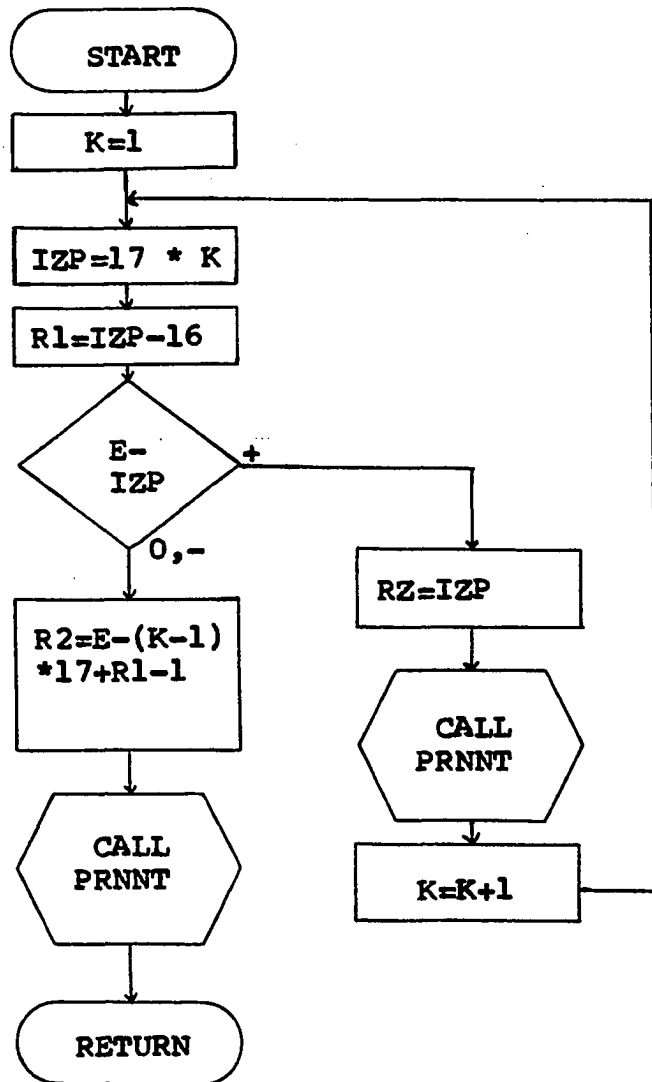 START
K=1
IZP=17 * K
R1=IZP-16
E-
IZP
+
0,-
R2=E-(K-1)
*17+R1-1
CALL
PRNNT
RETURN
RZ=IZP
CALL
PRNNT
K=K+1